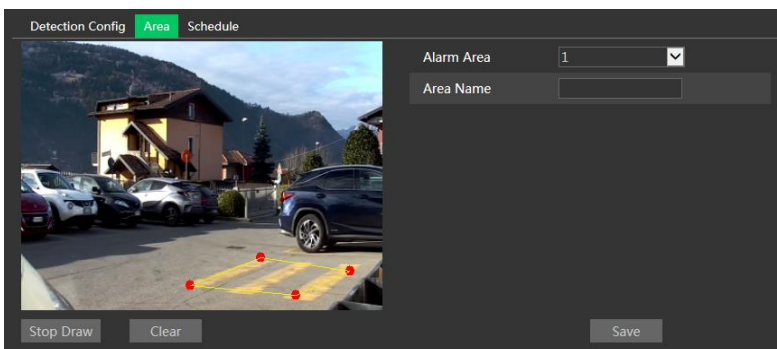 Detection Config Area Schedule
Alarm Area 1
Area Name
Stop Draw Clear Save